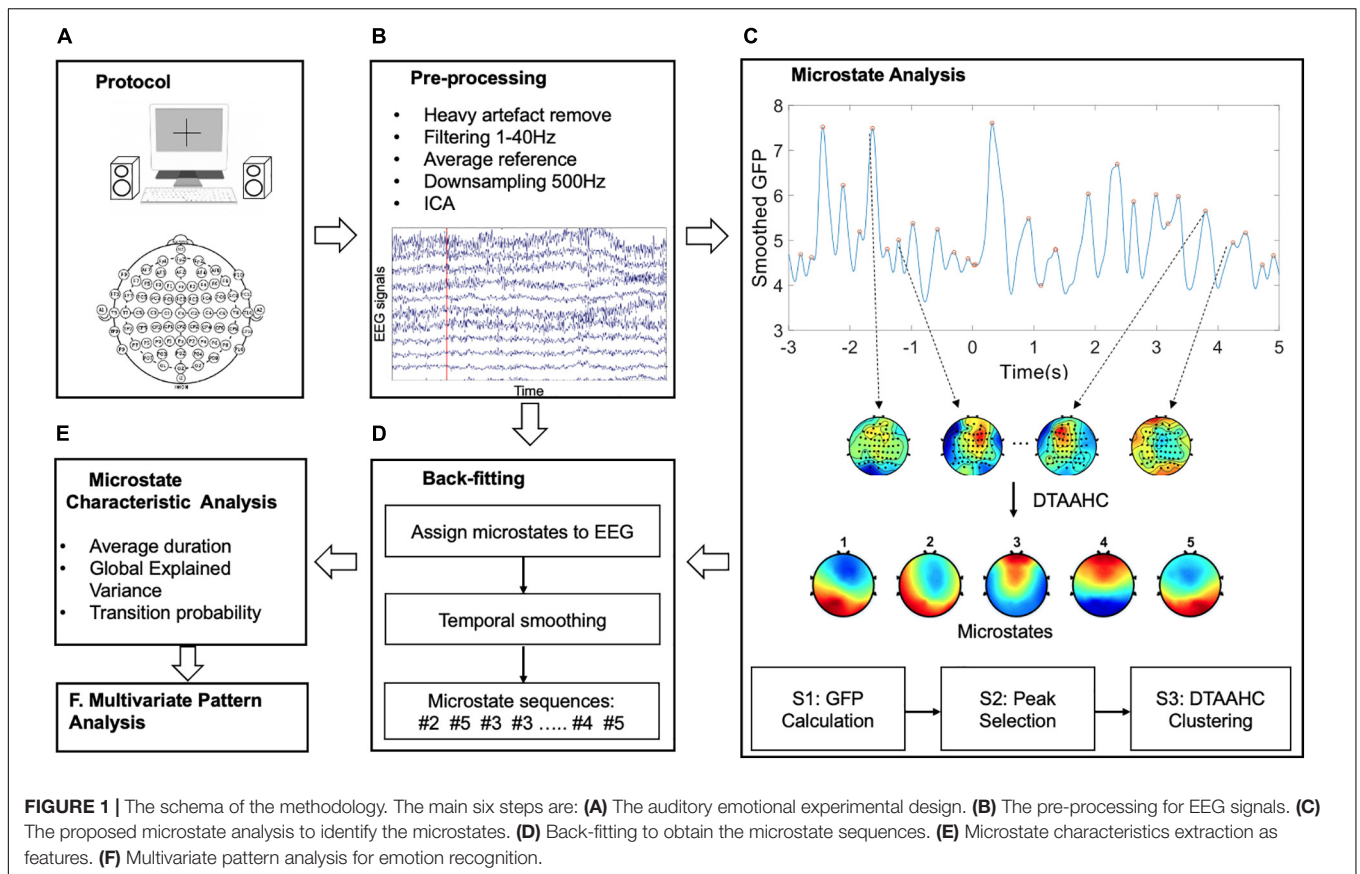 A
Protocol
B
Pre-processing
• Heavy artefact remove
• Filtering 1-40Hz
• Average reference
• Downsampling 500Hz
• ICA
EEG signals
Time
C
Microstate Analysis
Smoothed GFP
8
7
6
5
4
3
-3 -2 -1 0 1 2 3 4 5
Time(s)
...
DTAAHC
1 2 3 4 5
Microstates
S1: GFP
Calculation
S2: Peak
Selection
S3: DTAAHC
Clustering
D
Back-fitting
Assign microstates to EEG
Temporal smoothing
Microstate sequences:
#2 #5 #3 #3 ..... #4 #5
E
Microstate
Characteristic Analysis
• Average duration
• Global Explained
Variance
• Transition probability
F. Multivariate Pattern
Analysis
FIGURE 1 | The schema of the methodology. The main six steps are: (A) The auditory emotional experimental design. (B) The pre-processing for EEG signals. (C)
The proposed microstate analysis to identify the microstates. (D) Back-fitting to obtain the microstate sequences. (E) Microstate characteristics extraction as
features. (F) Multivariate pattern analysis for emotion recognition.